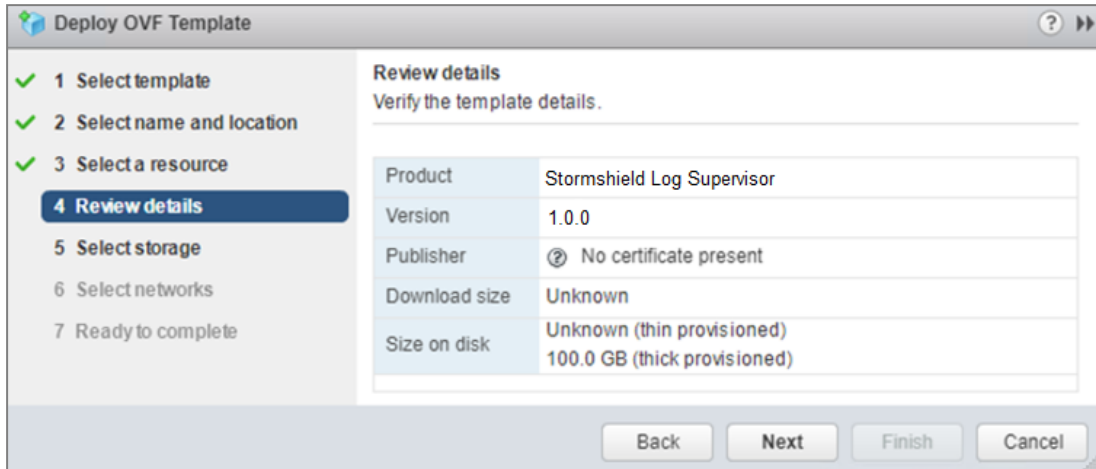 Deploy OVF Template
1 Select template
2 Select name and location
3 Select a resource
4 Review details
5 Select storage
6 Select networks
7 Ready to complete
Review details
Verify the template details.
Product Stormshield Log Supervisor
Version 1.0.0
Publisher No certificate present
Download size Unknown
Size on disk Unknown (thin provisioned)
100.0 GB (thick provisioned)
Back Next Finish Cancel